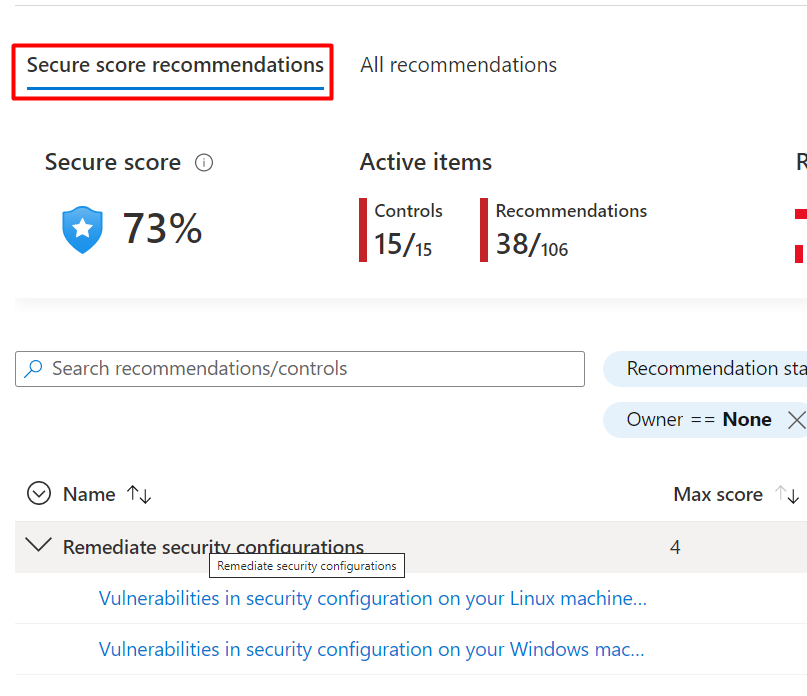 Secure score recommendations All recommendations
Secure score Active items R
73%
Controls Recommendations
15/15 38/106
Search recommendations/controls Recommendation sta
Owner == None
Name Max score
Remediate security configurations 4
Remediate security configurations
Vulnerabilities in security configuration on your Linux machine...
Vulnerabilities in security configuration on your Windows mac...